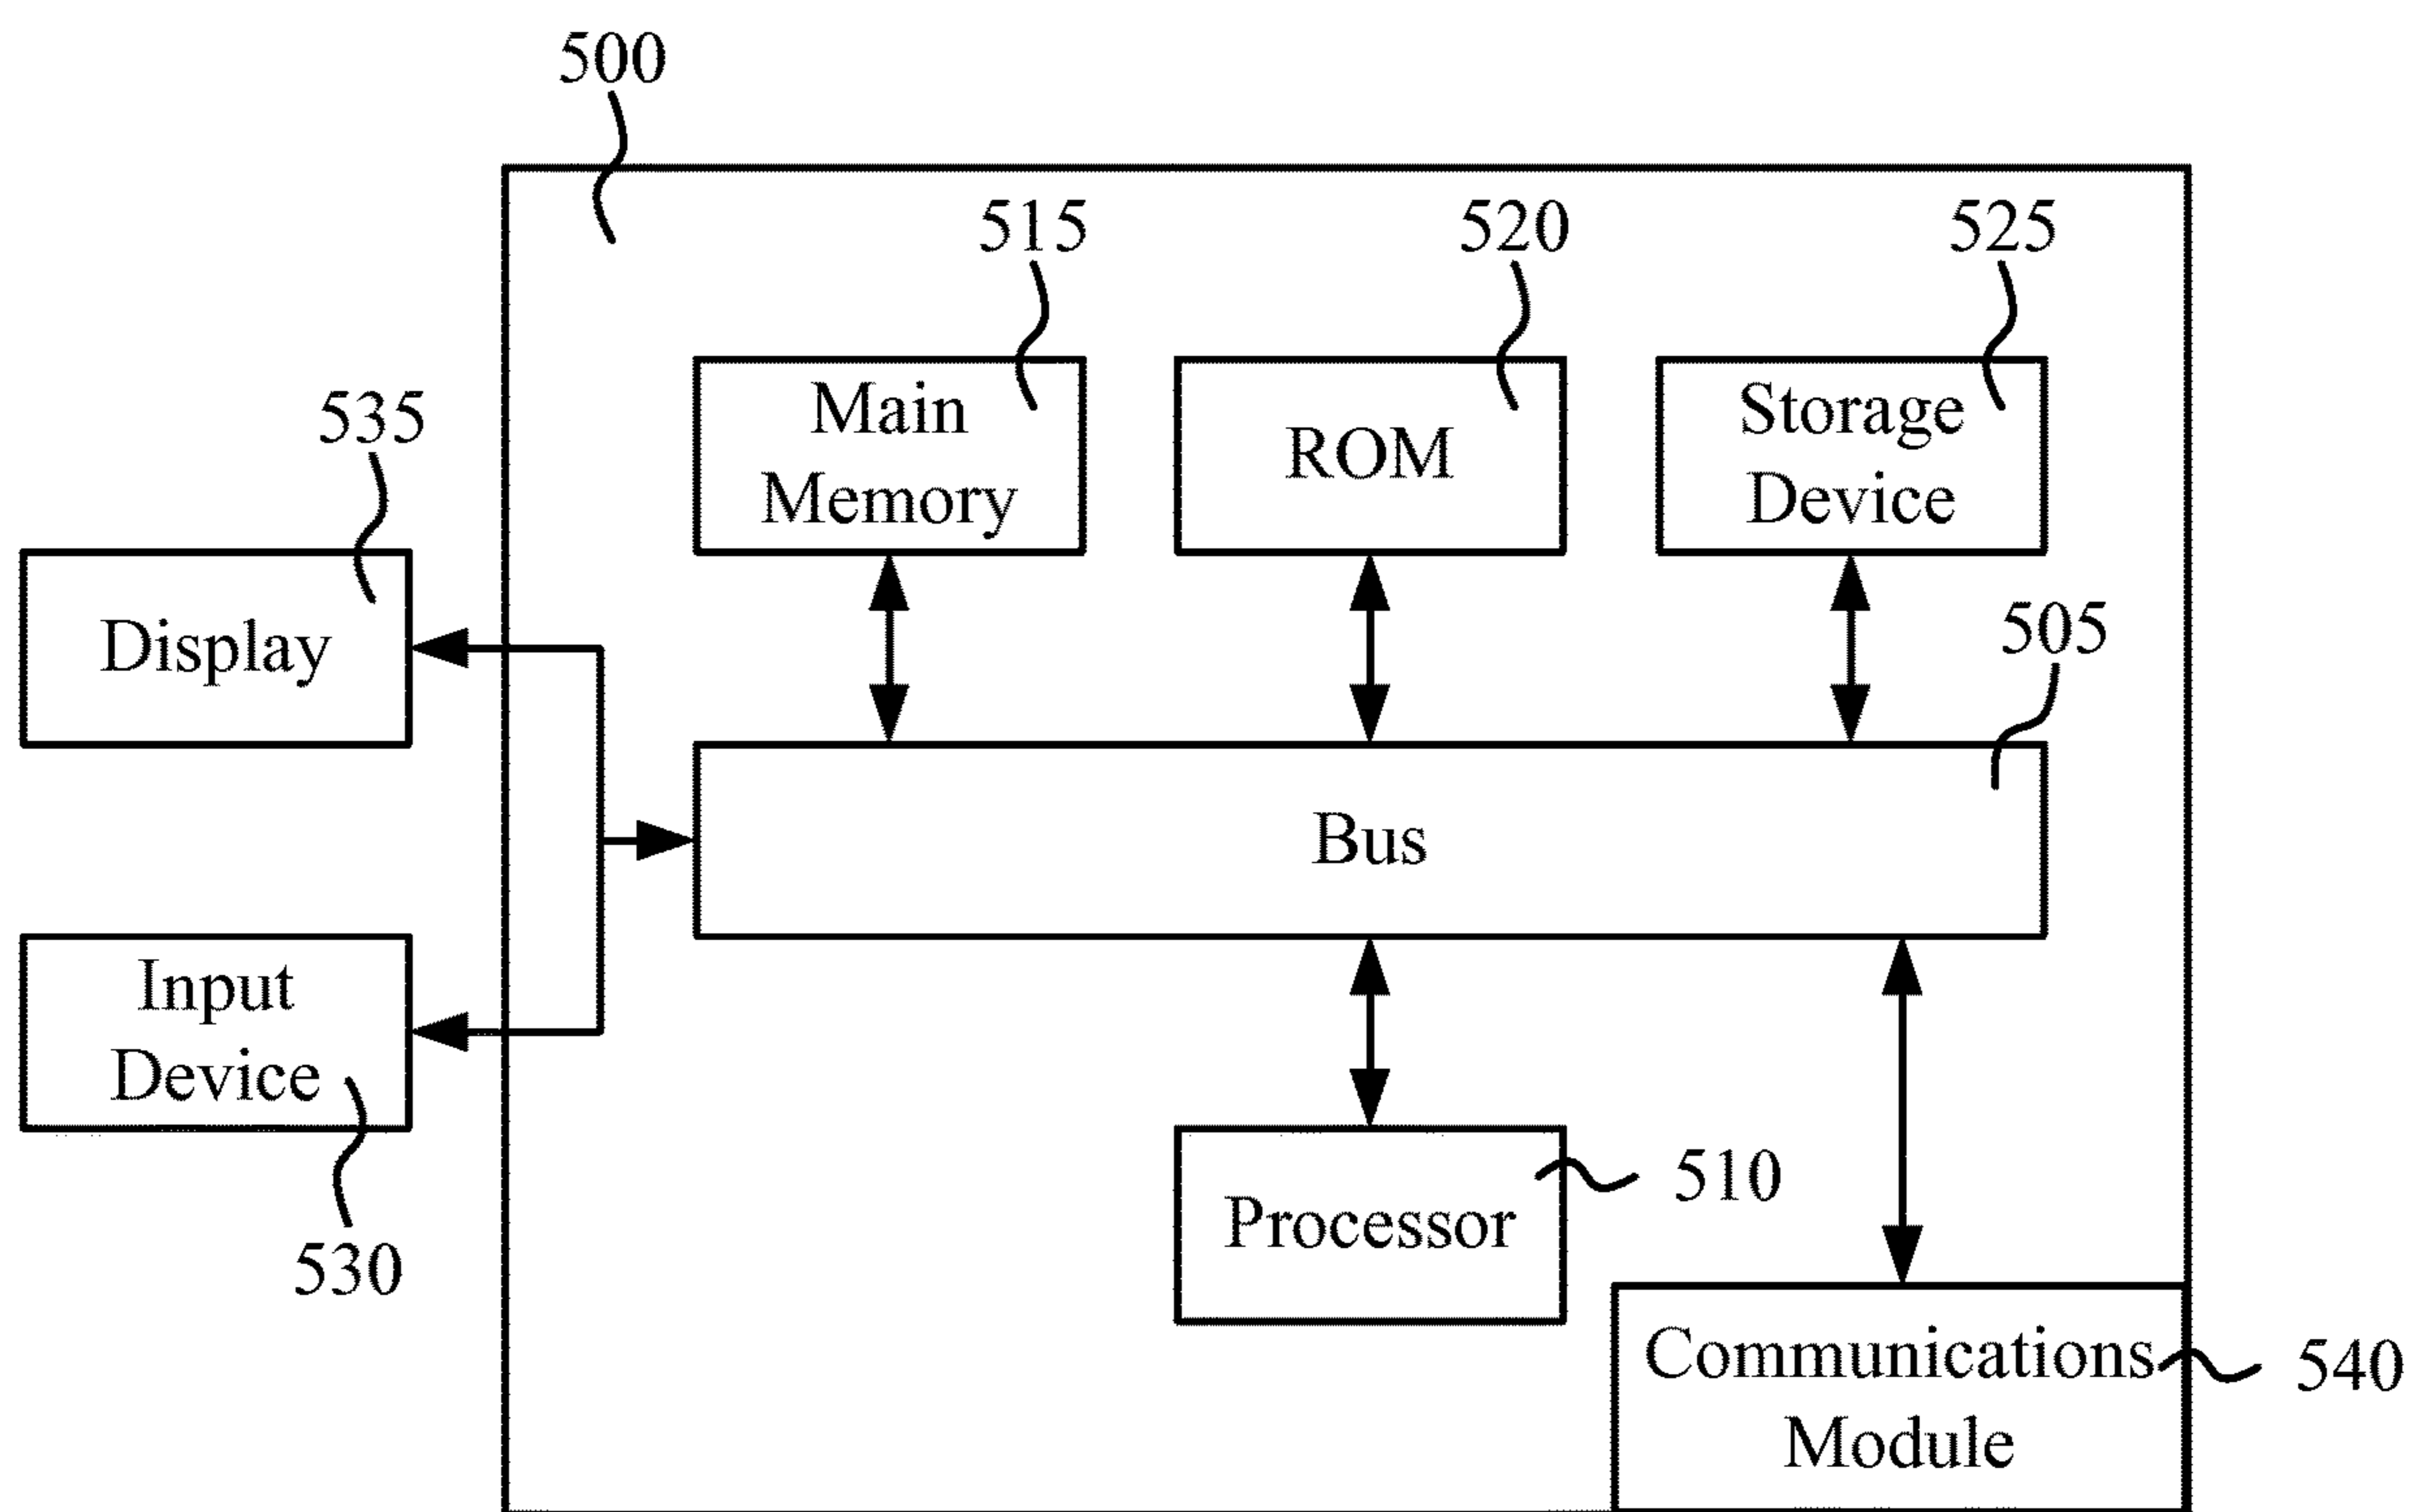 500
515
520
525
535
Main
Memory
ROM
Storage
Device
505
Display
Bus
Input
Device
510
Processor
530
Communications
Module
540